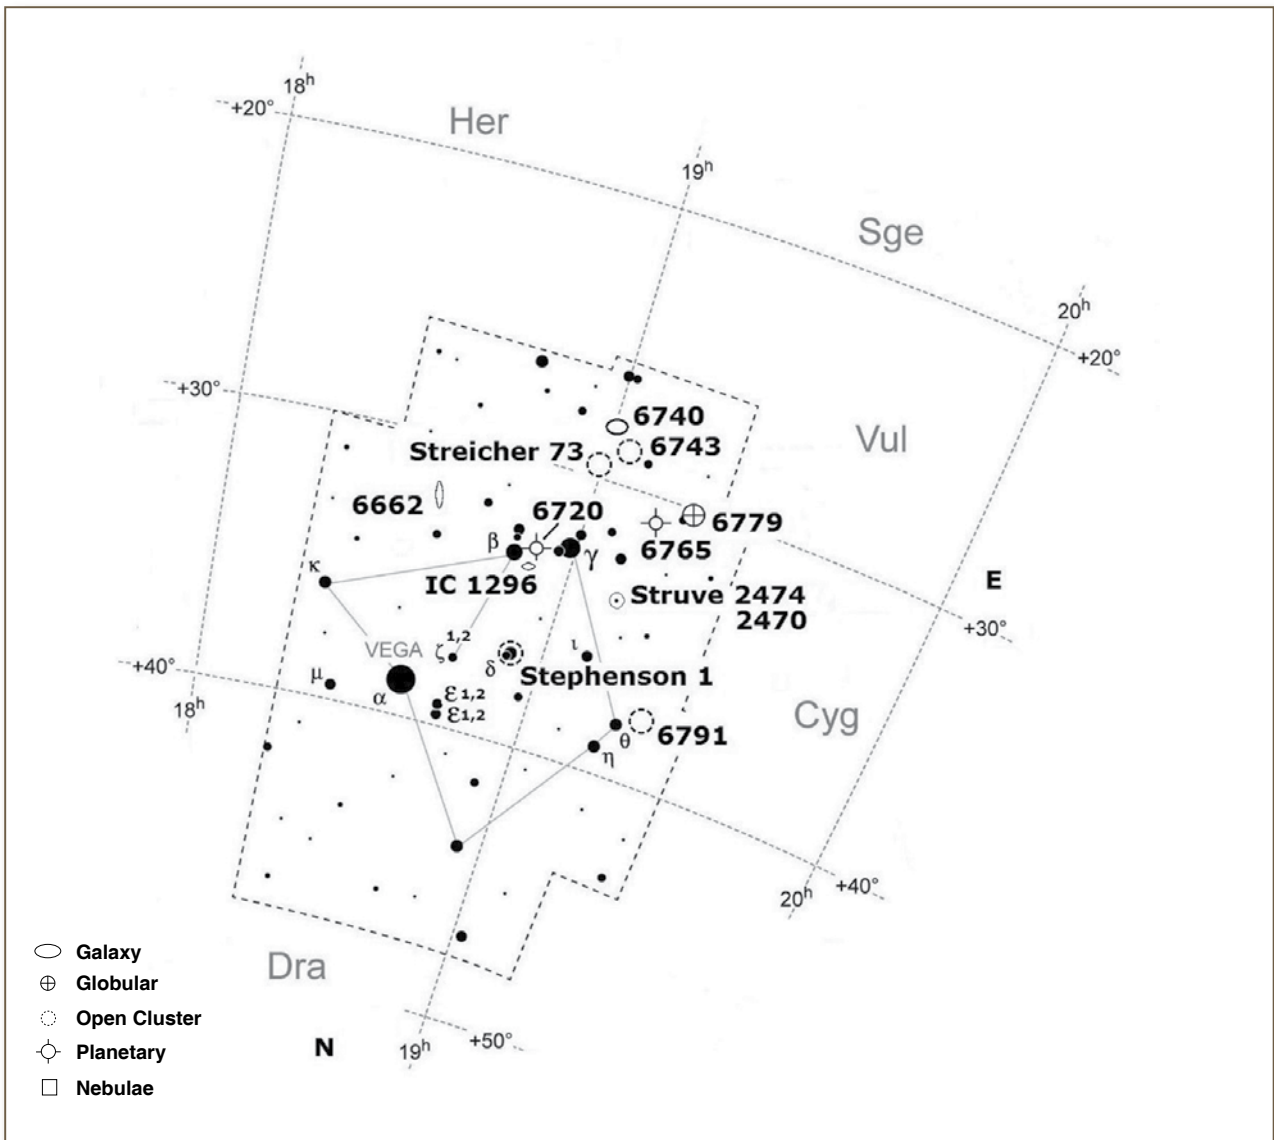 18h
+20°
Her
19h
Sge
20h
+20°
+30°
6740
6743
Streicher 73
Vul
6662
6720
6779
β
γ
6765
κ
IC 1296
E
Struve 2474
2470
+30°
ζ1,2
ι
VEGA
δ
Stephenson 1
+40°
μ
α
ε1,2
ε1,2
18h
Cyg
θ
6791
η
+40°
20h
Galaxy
Dra
Globular
Open Cluster
N
19h
+50°
Planetary
Nebulae